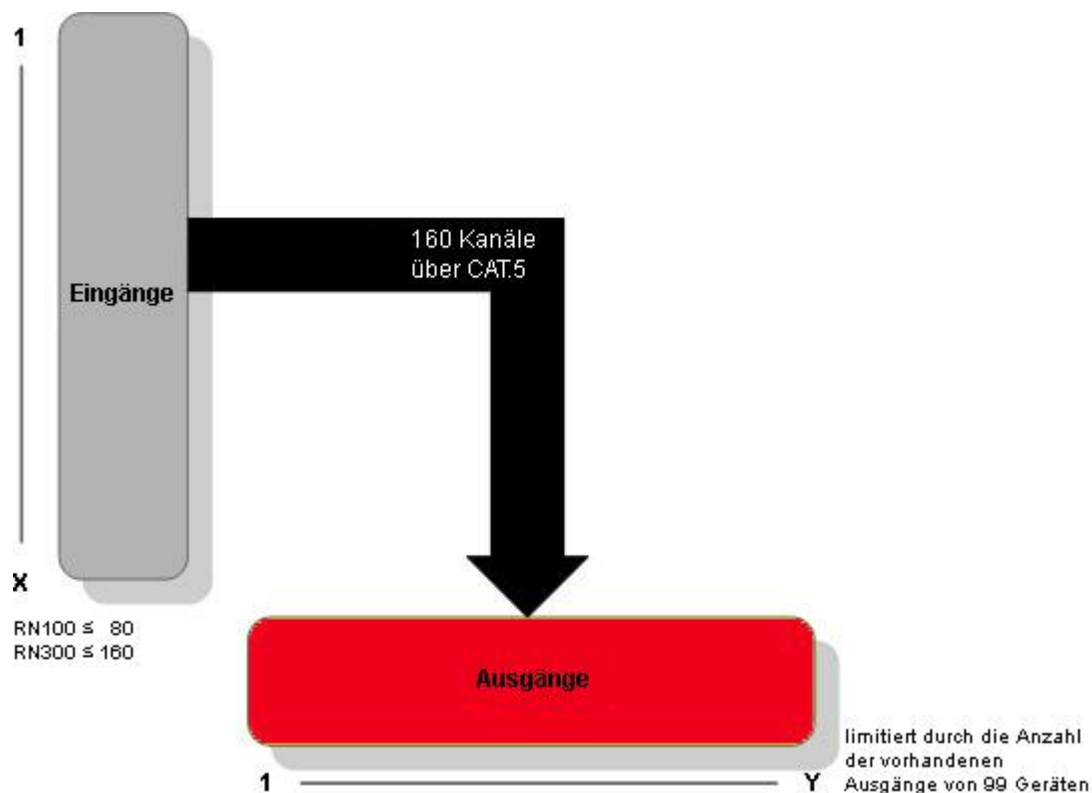 1
160 Kanäle
über CAT.5
Eingänge
X
RN100 ≤ 80
RN300 ≤ 160
Ausgänge
limitiert durch die Anzahl
der vorhandenen
Ausgänge von 99 Geräten
1
Y